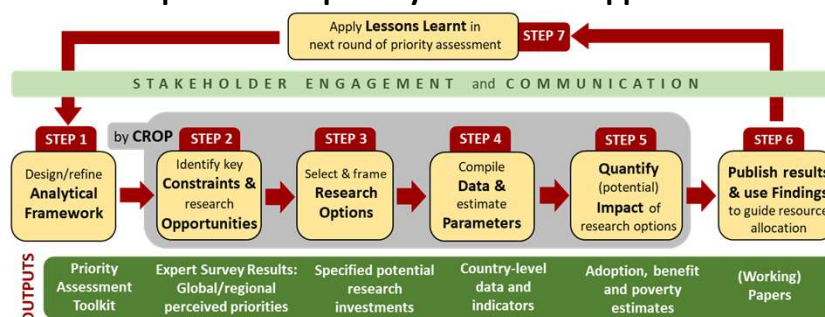 Apply Lessons Learnt in
next round of priority assessment
STEP 7
STAKEHOLDER ENGAGEMENT and COMMUNICATION
by CROP
STEP 1
Design/refine
Analytical
Framework
STEP 2
Identify key
Constraints &
research
Opportunities
STEP 3
Select & frame
Research
Options
STEP 4
Compile
Data &
estimate
Parameters
STEP 5
Quantify
(potential)
Impact of
research options
STEP 6
Publish results
& use Findings
to guide resource
allocation
OUTPUTS
Priority
Assessment
Toolkit
Expert Survey Results:
Global/regional
perceived priorities
Specified potential
research
investments
Country-level
data and
indicators
Adoption, benefit
and poverty
estimates
(Working)
Papers